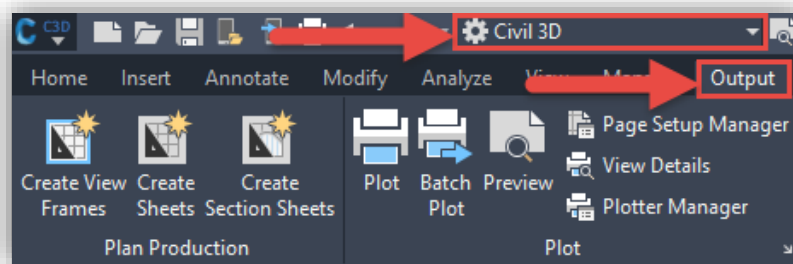 C C3D
Civil 3D
Home Insert Annotate Modify Analyze Output
Page Setup Manager
View Details
Plotter Manager
Create View Frames
Create Sheets
Create Section Sheets
Plot
Batch Plot
Preview
Plan Production
Plot